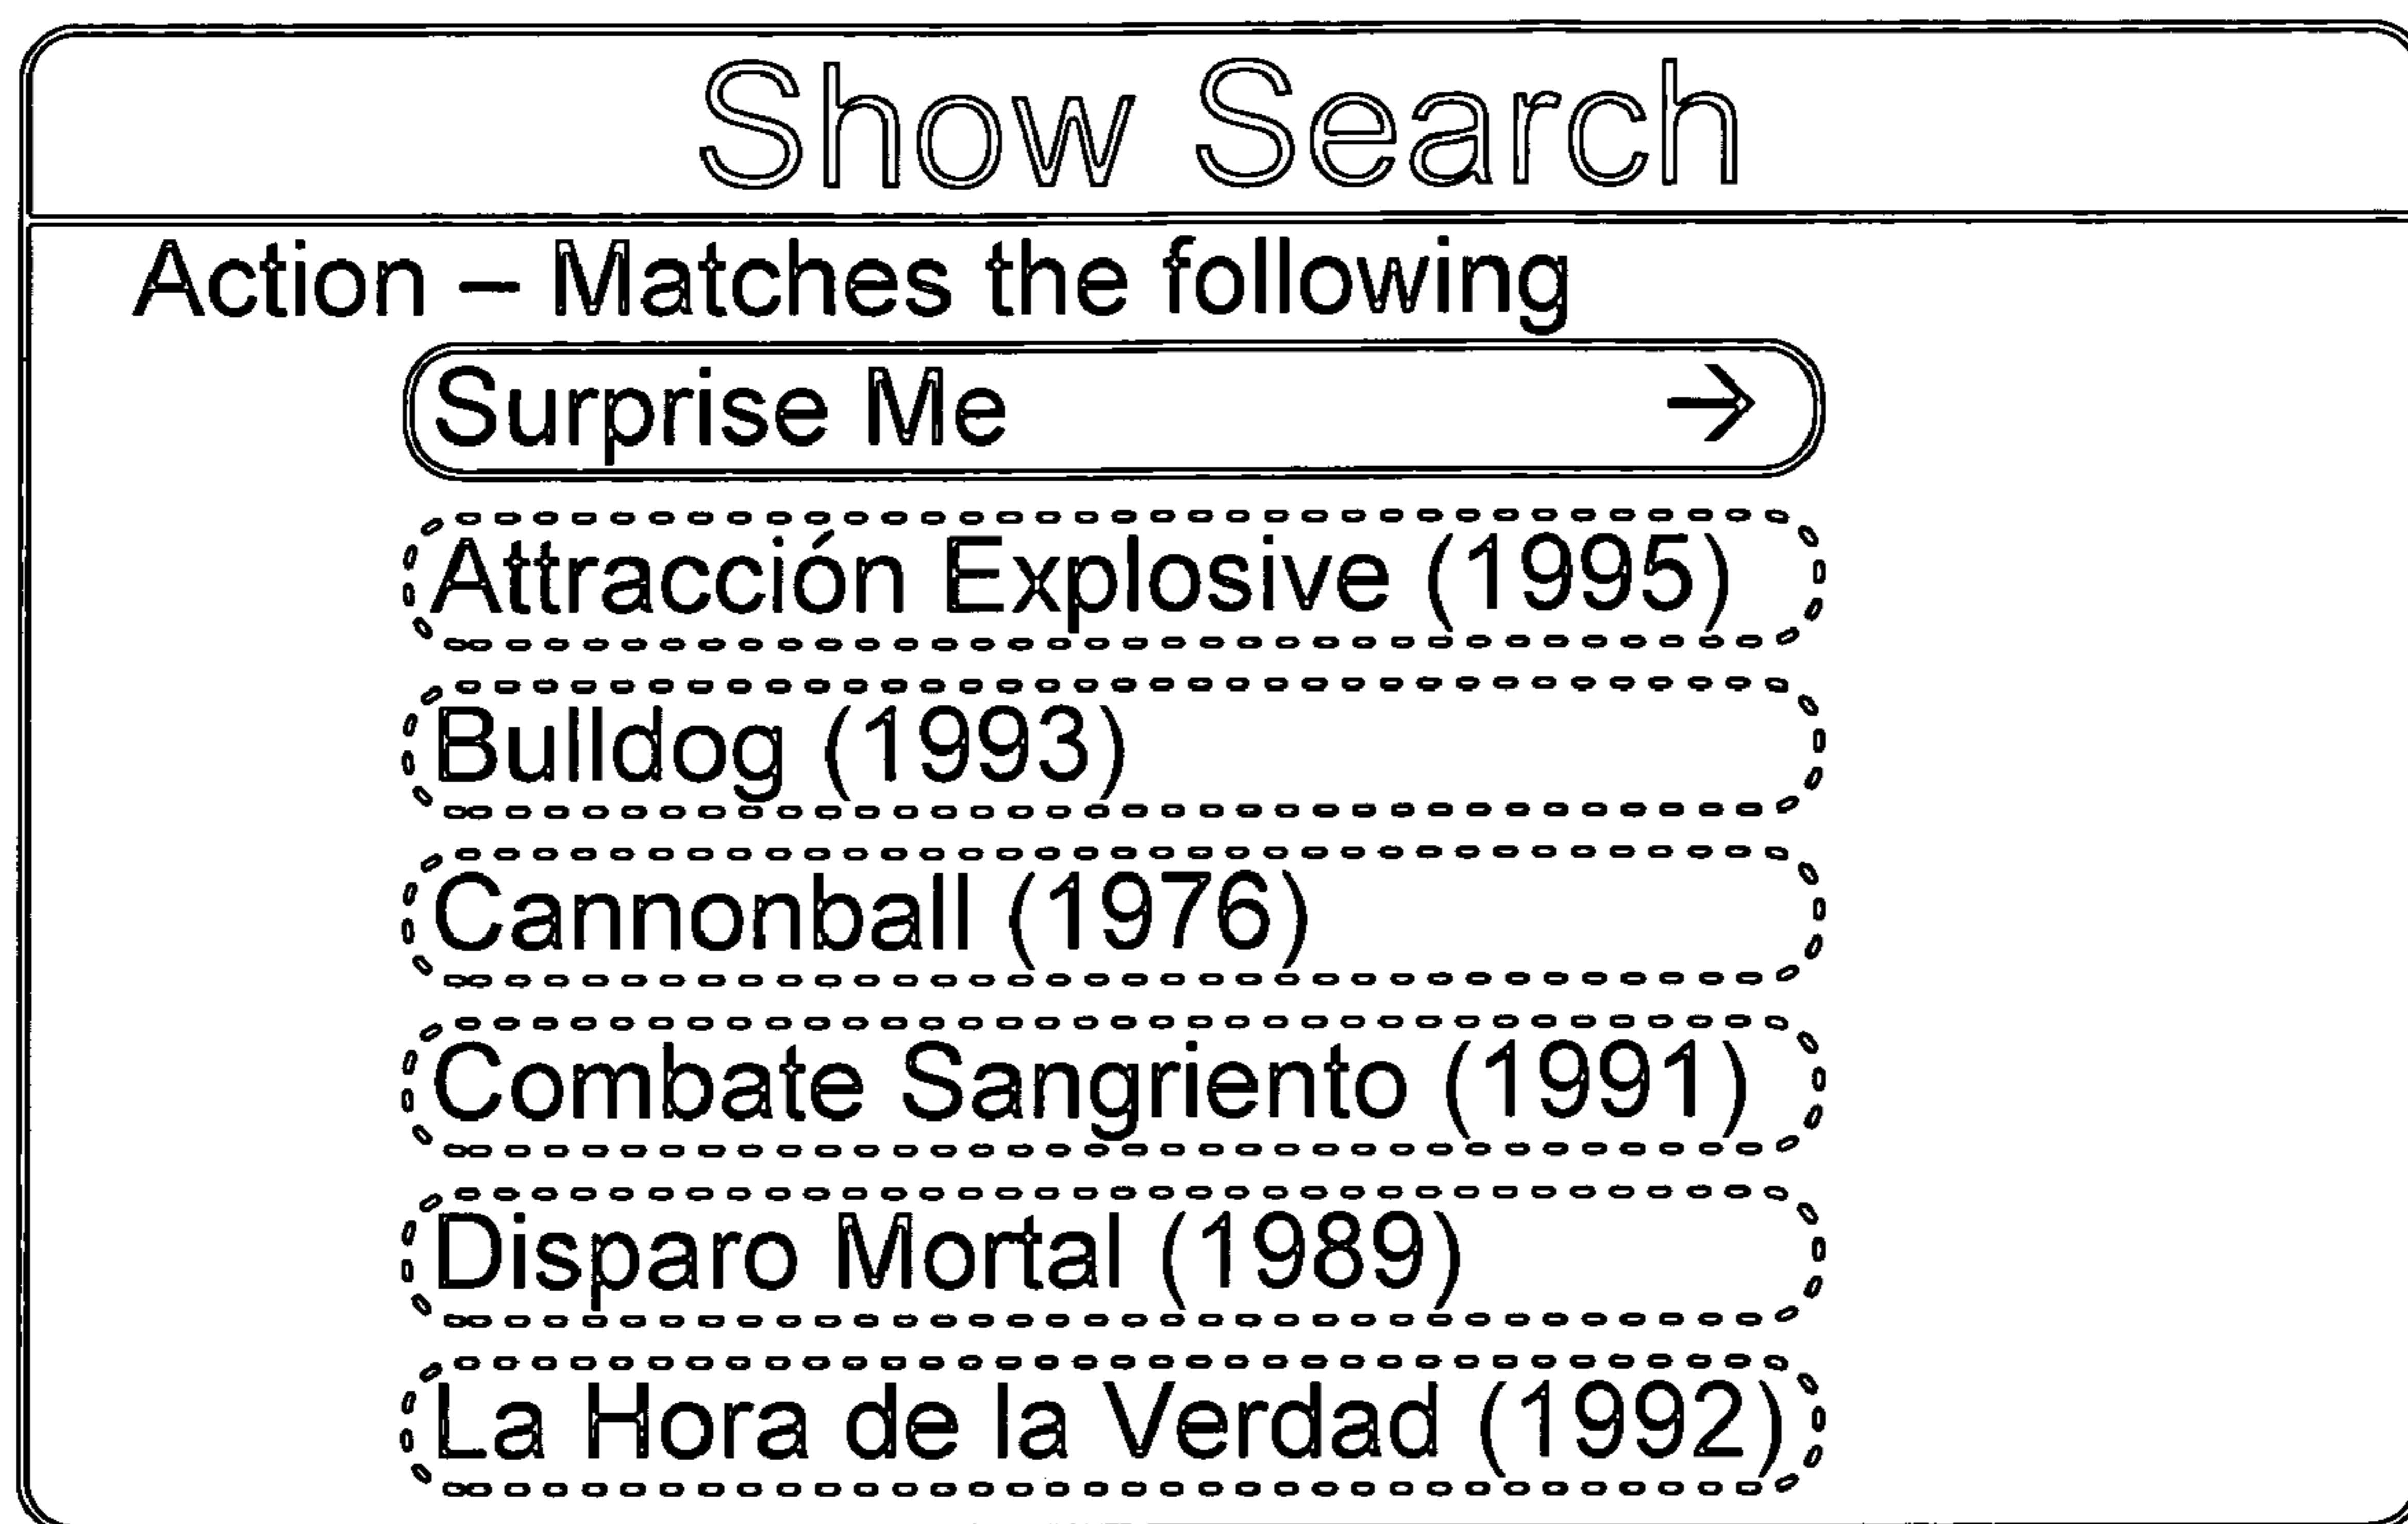 Show Search
Action – Matches the following
Surprise Me →
Attracción Explosive (1995)
Bulldog (1993)
Cannonball (1976)
Combate Sangriento (1991)
Disparo Mortal (1989)
La Hora de la Verdad (1992)